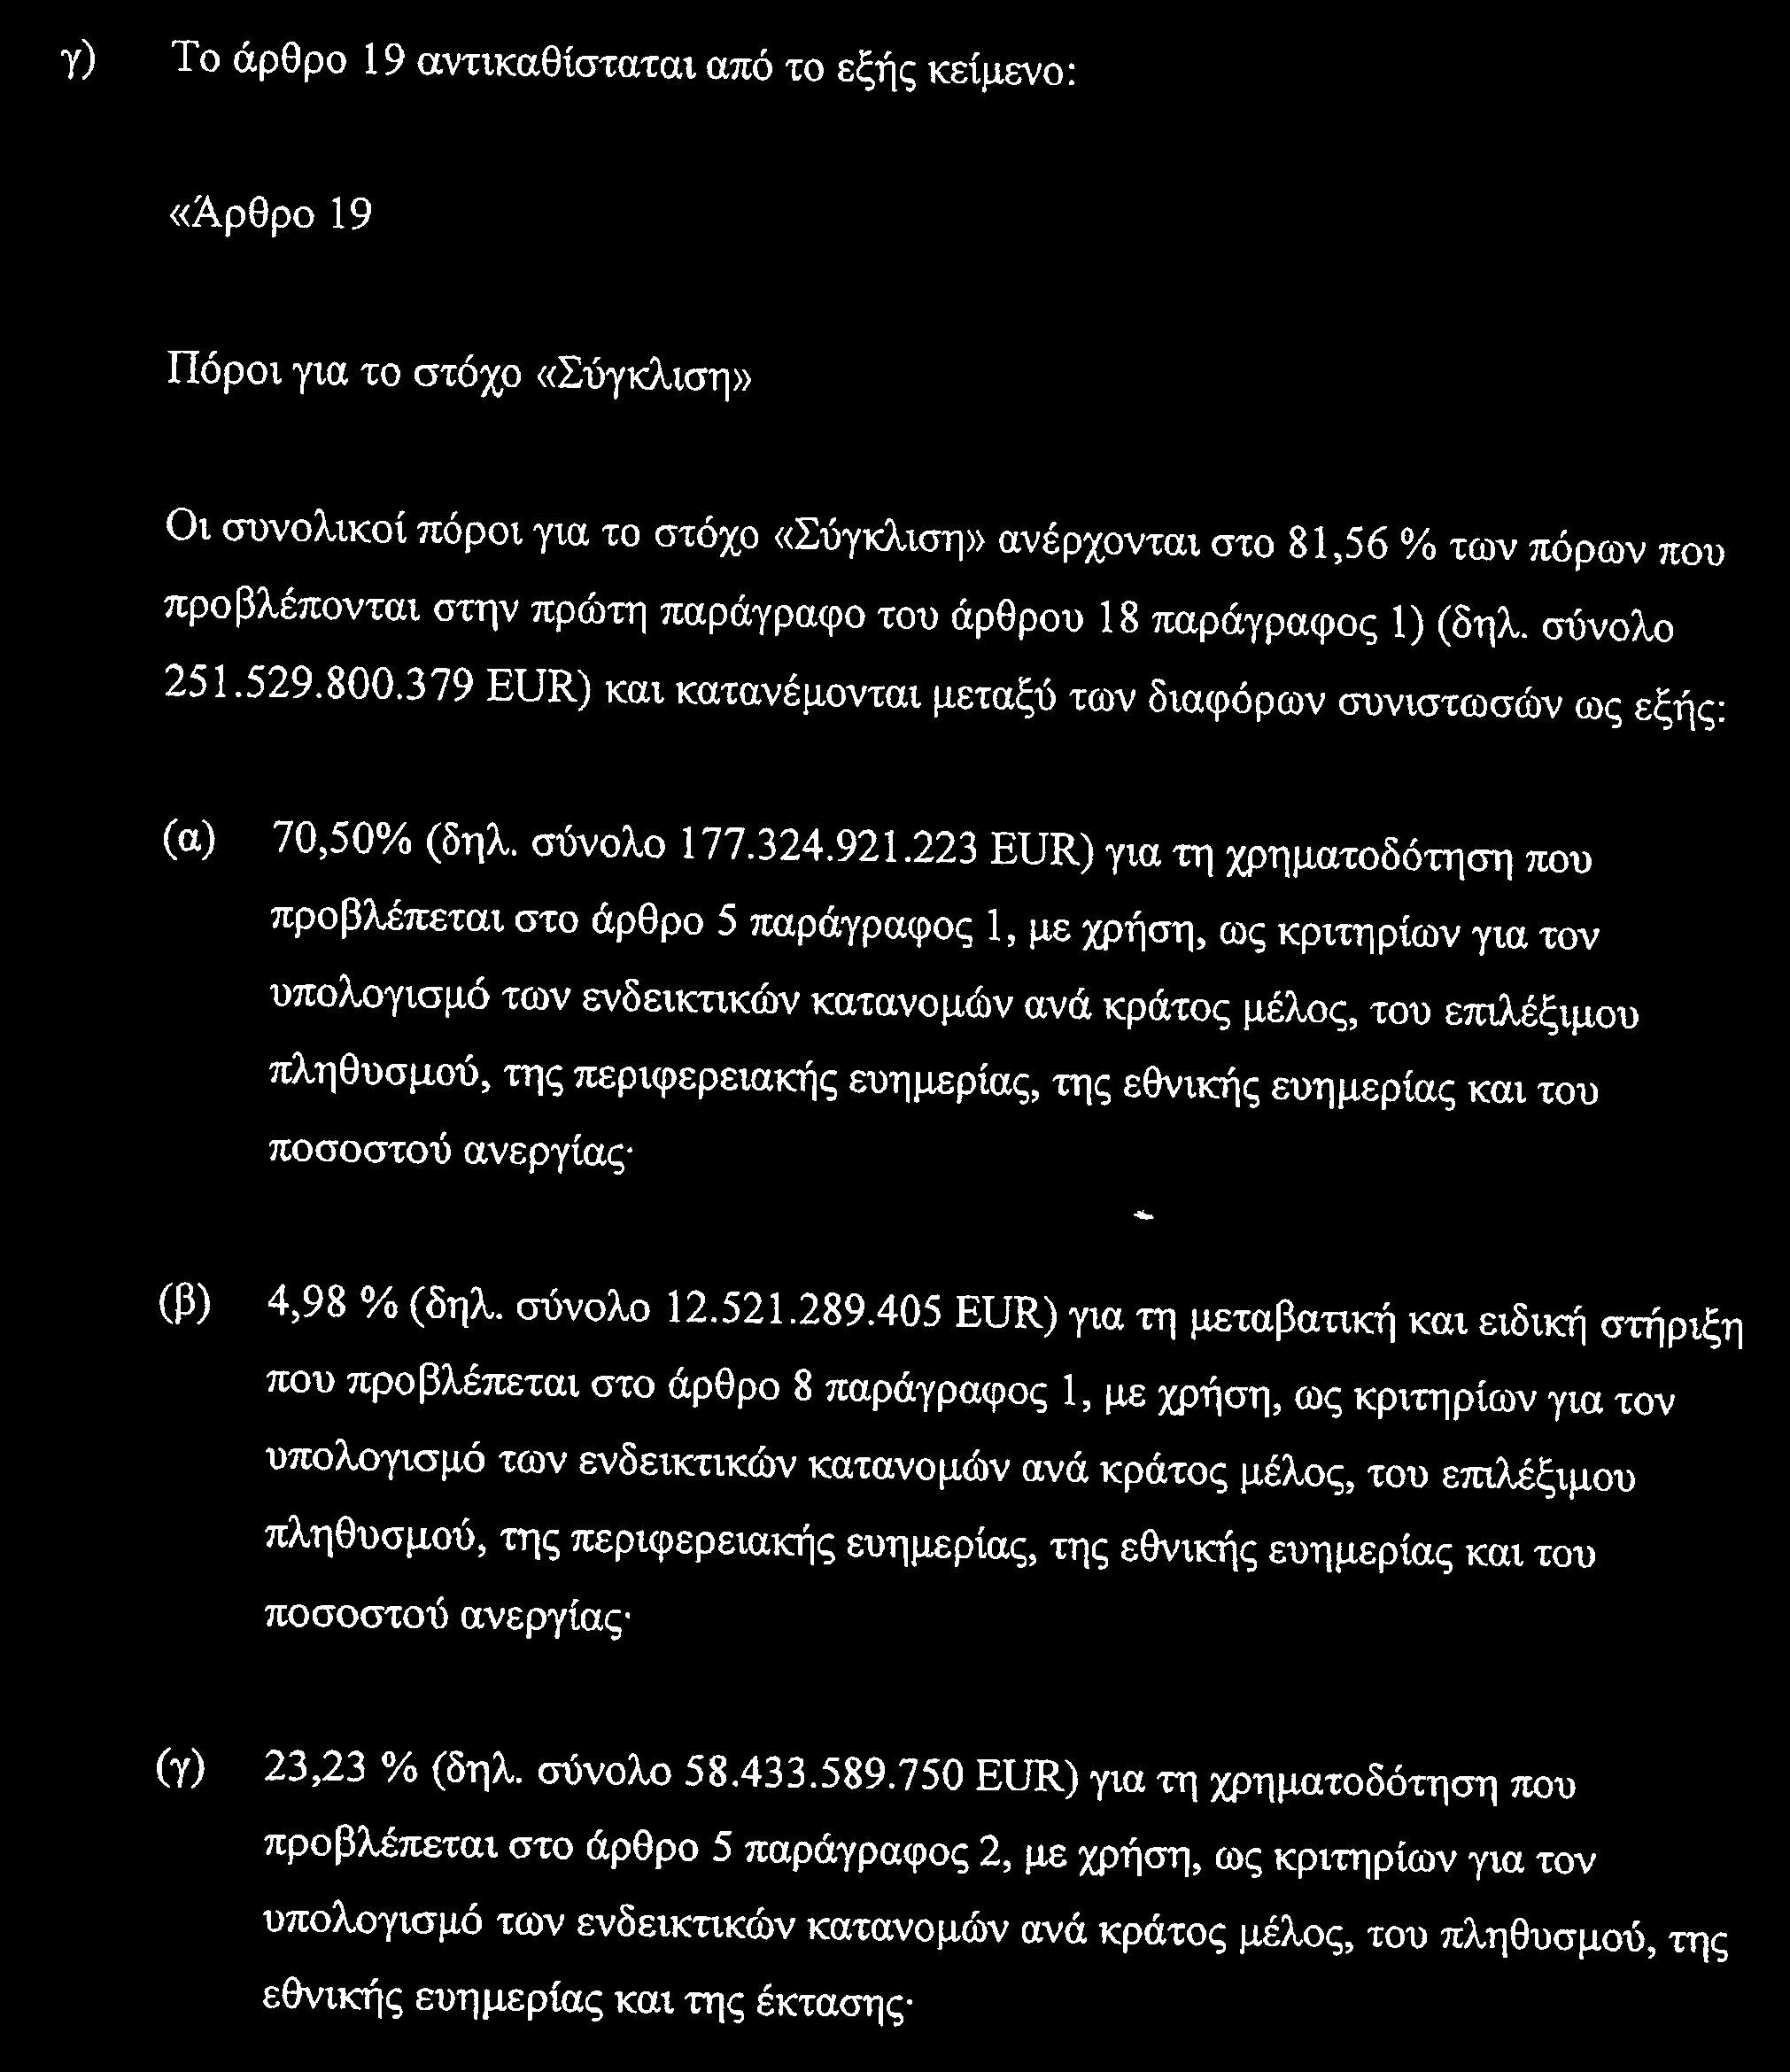 γ) Το άρθρο 19 αντικαθίσταται από το εξής κείμενο:
«Άρθρο 19
Πόροι για το στόχο «Σύγκλιση»
Οι συνολικοί πόροι για το στόχο «Σύγκλιση» ανέρχονται στο 81,56 % των πόρων που
προβλέπονται στην πρώτη παράγραφο του άρθρου 18 παράγραφος 1) (δηλ. σύνολο
251.529.800.379 EUR) και κατανέμονται μεταξύ των διαφόρων συνιστωσών ως εξής:
(α) 70,50% (δηλ. σύνολο 177.324.921.223 EUR) για τη χρηματοδότηση που
προβλέπεται στο άρθρο 5 παράγραφος 1, με χρήση, ως κριτηρίων για τον
υπολογισμό των ενδεικτικών κατανομών ανά κράτος μέλος, του επιλέξιμου
πληθυσμού, της περιφερειακής ευημερίας, της εθνικής ευημερίας και του
ποσοστού ανεργίας·
(β) 4,98 % (δηλ. σύνολο 12.521.289.405 EUR) για τη μεταβατική και ειδική στήριξη
που προβλέπεται στο άρθρο 8 παράγραφος 1, με χρήση, ως κριτηρίων για τον
υπολογισμό των ενδεικτικών κατανομών ανά κράτος μέλος, του επιλέξιμου
πληθυσμού, της περιφερειακής ευημερίας, της εθνικής ευημερίας και του
ποσοστού ανεργίας·
(γ) 23,23 % (δηλ. σύνολο 58.433.589.750 EUR) για τη χρηματοδότηση που
προβλέπεται στο άρθρο 5 παράγραφος 2, με χρήση, ως κριτηρίων για τον
υπολογισμό των ενδεικτικών κατανομών ανά κράτος μέλος, του πληθυσμού, της
εθνικής ευημερίας και της έκτασης·